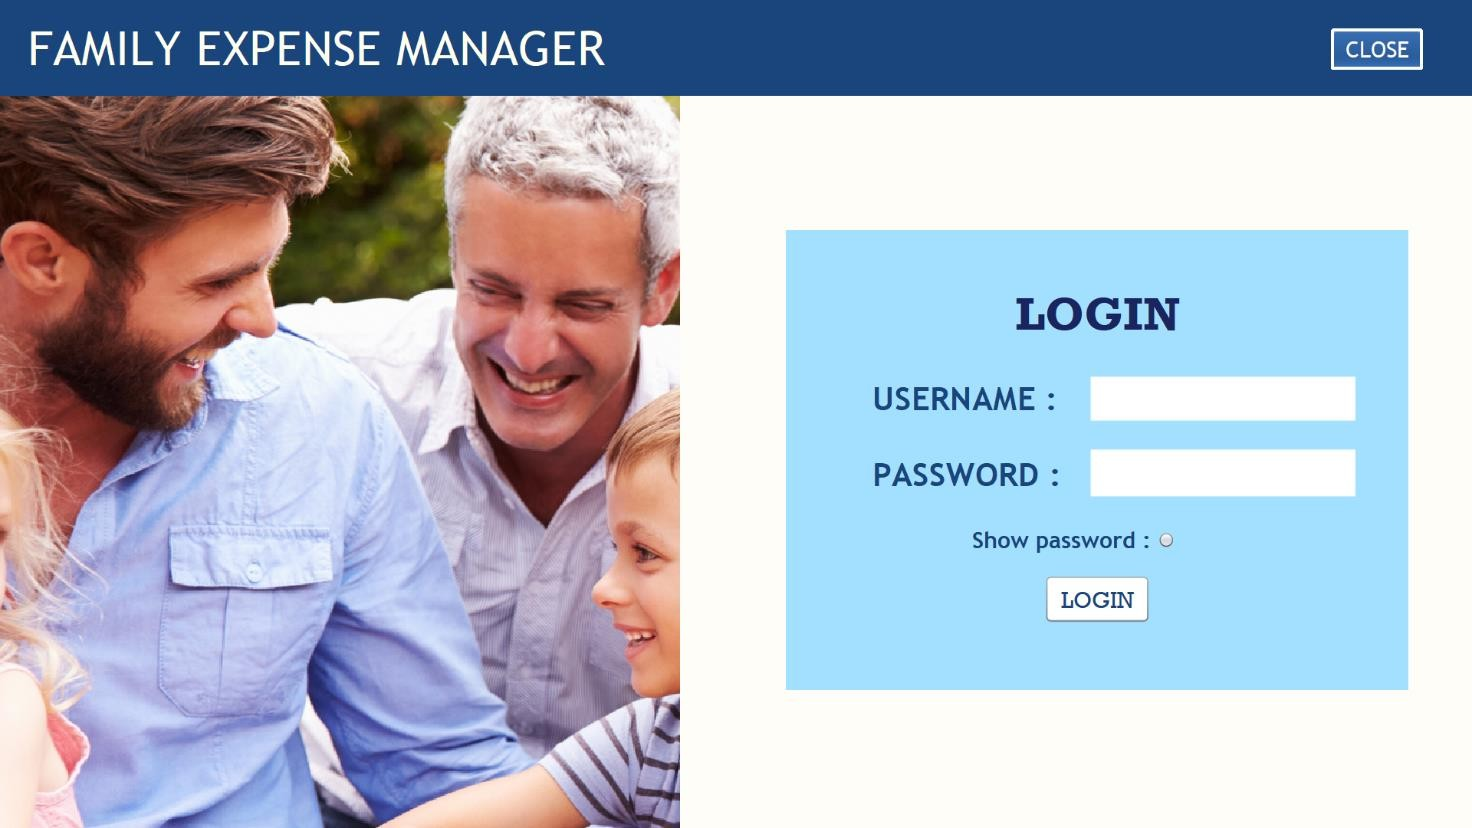 FAMILY EXPENSE MANAGER
CLOSE
LOGIN
USERNAME :
PASSWORD :
Show password :
LOGIN